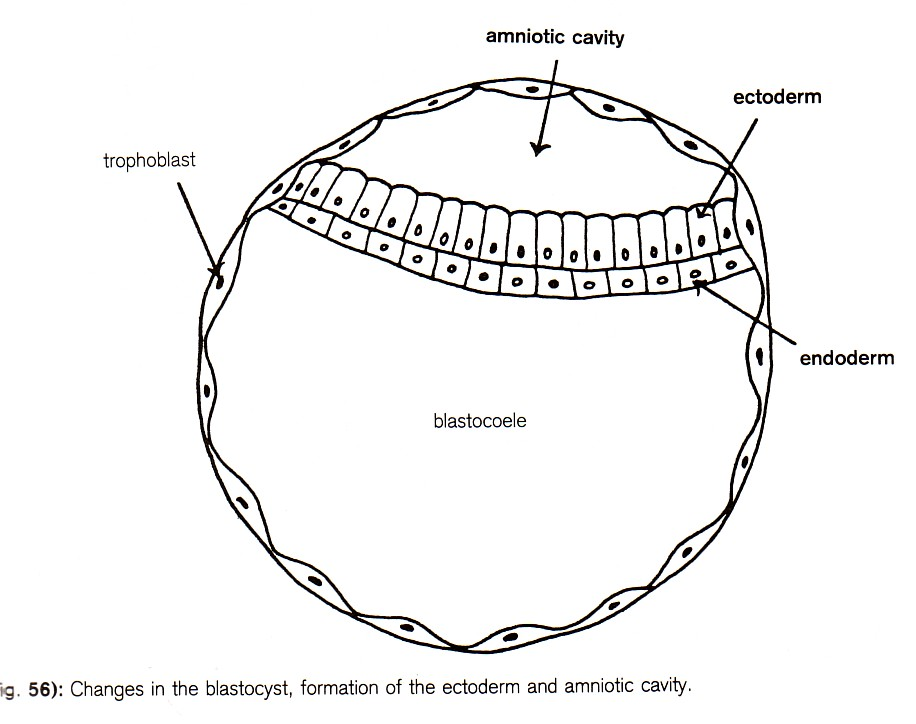 amniotic cavity
ectoderm
trophoblast
endoderm
blastocoele
ig. 56): Changes in the blastocyst, formation of the ectoderm and amniotic cavity.